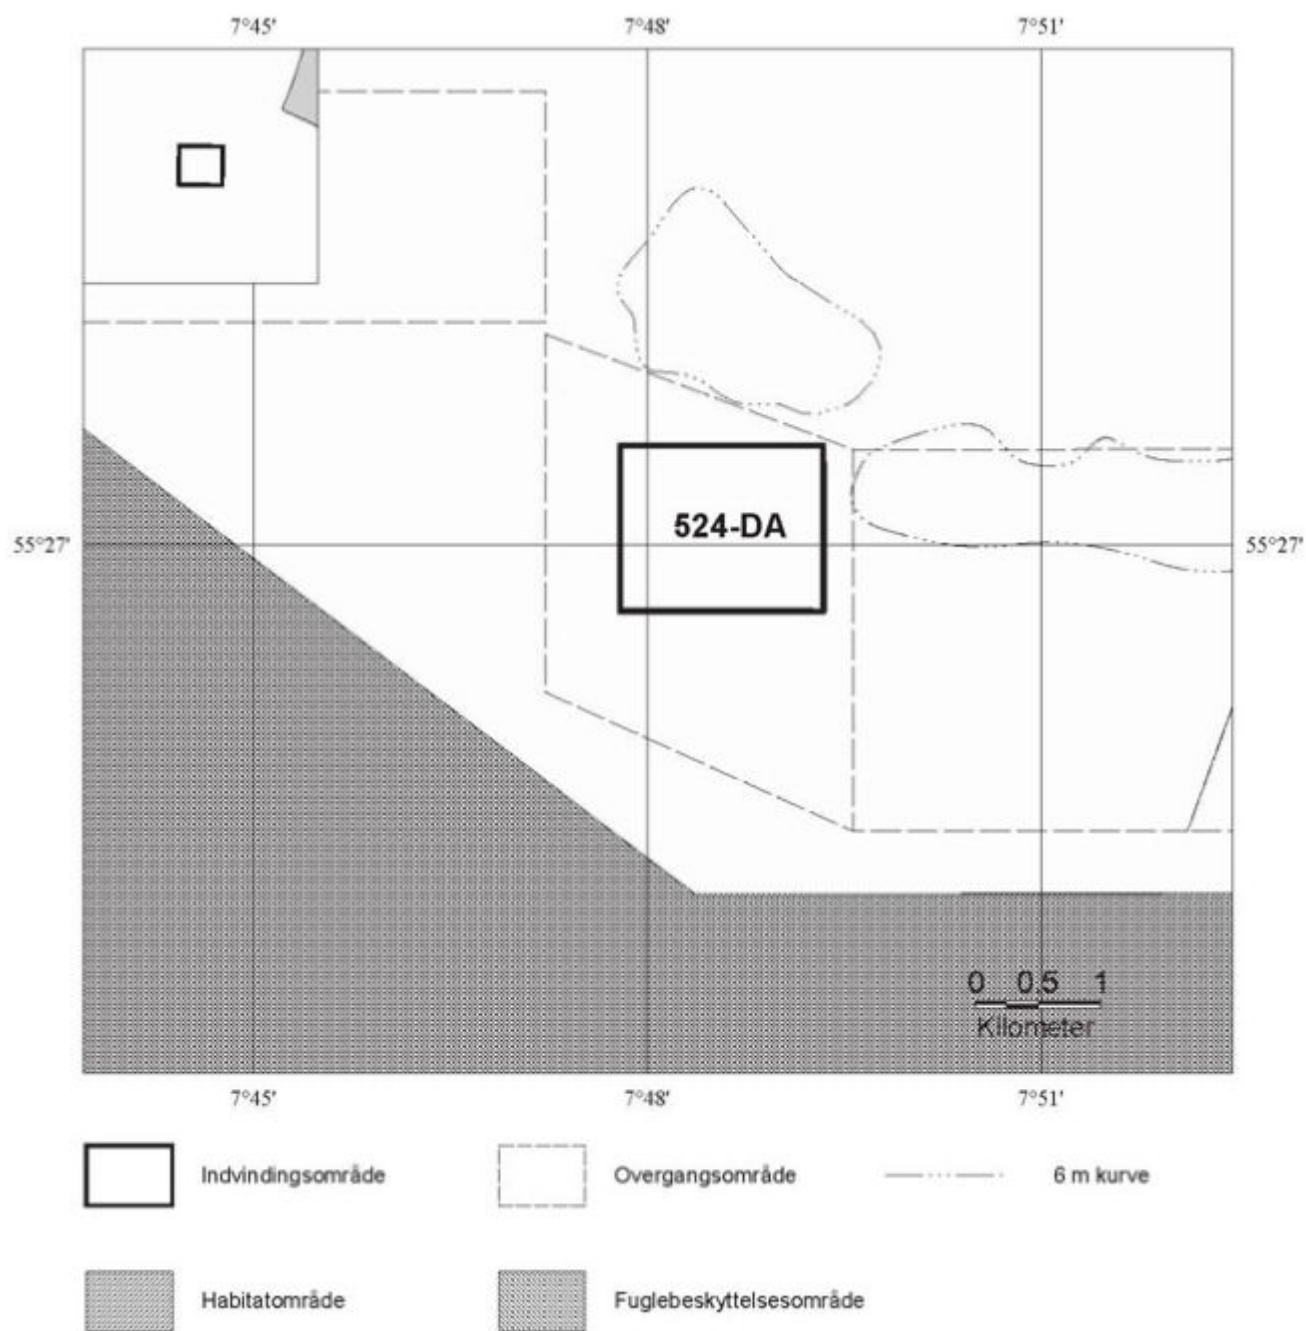 7°45' 7°48' 7°51'
524-DA
55°27' 55°27'
0 0.5 1
Kilometer
7°45' 7°48' 7°51'
Indvindingsområde Overgangsområde 6 m kurve
Habitatområde Fuglebeskyttelsesområde